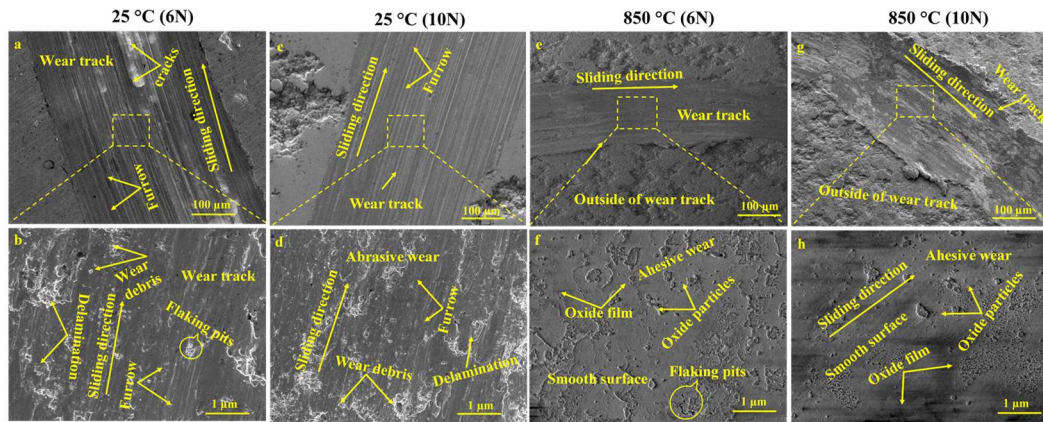 25 °C (6N)
25 °C (10N)
850 °C (6N)
850 °C (10N)
a
Wear track
cracks
Sliding direction
Furrow
100 µm
c
Sliding direction
Furrow
Wear track
100 µm
e
Sliding direction
Wear track
Outside of wear track
100 µm
g
Sliding direction
Wear track
Outside of wear track
100 µm
b
Wear debris
Wear track
Delamination
Sliding direction
Flaking pits
Furrow
1 µm
d
Abrasive wear
Sliding direction
Furrow
Wear debris
Delamination
1 µm
f
Ahesive wear
Oxide film
Oxide particles
Smooth surface
Flaking pits
1 µm
h
Ahesive wear
Sliding direction
Smooth surface
Oxide particles
Oxide film
1 µm